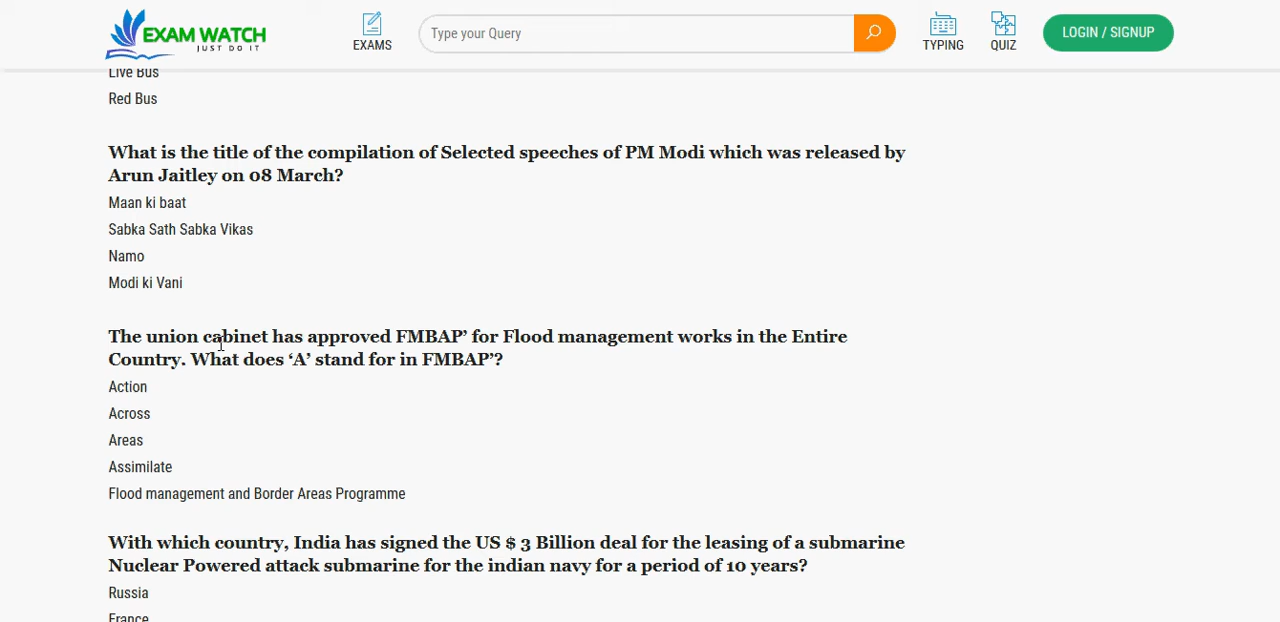 EXAM WATCH
JUST DO IT
EXAMS
Type your Query
TYPING
QUIZ
LOGIN / SIGNUP
Live Bus
Red Bus
What is the title of the compilation of Selected speeches of PM Modi which was released by
Arun Jaitley on 08 March?
Maan ki baat
Sabka Sath Sabka Vikas
Namo
Modi ki Vani
The union cabinet has approved FMBAP’ for Flood management works in the Entire
Country. What does ‘A’ stand for in FMBAP’?
Action
Across
Areas
Assimilate
Flood management and Border Areas Programme
With which country, India has signed the US $ 3 Billion deal for the leasing of a submarine
Nuclear Powered attack submarine for the indian navy for a period of 10 years?
Russia
France